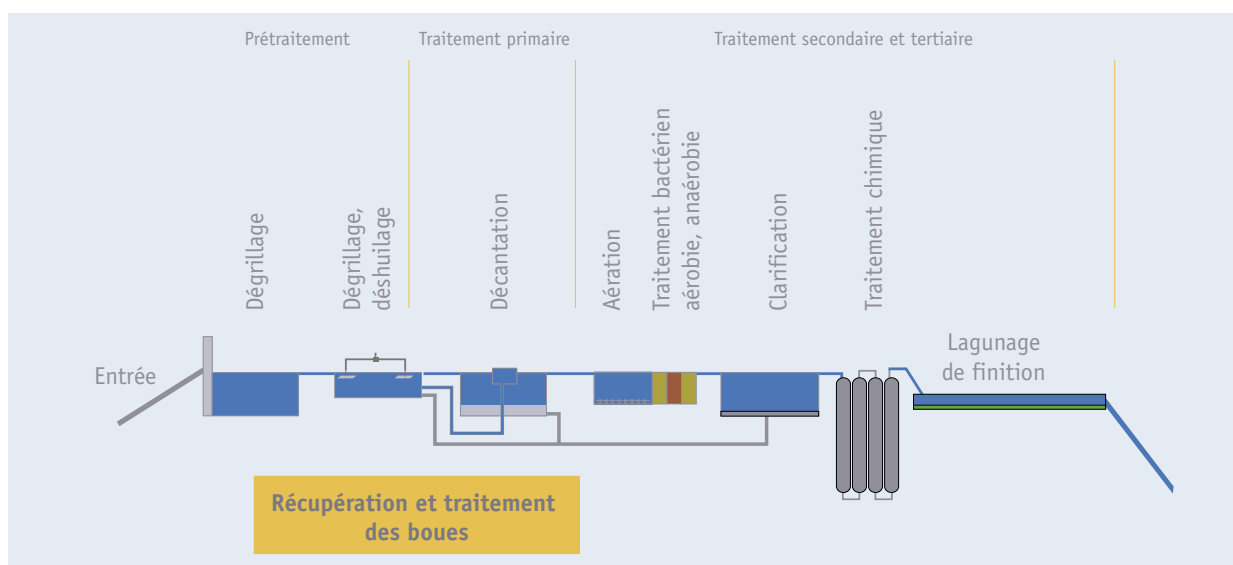 Prétraitement
Traitement primaire
Traitement secondaire et tertiaire
Dégrillage
Dégrillage,
déshuilage
Décantation
Aération
Traitement bactérien
aérobie, anaérobie
Clarification
Traitement chimique
Entrée
Lagunage
de finition
Récupération et traitement
des boues